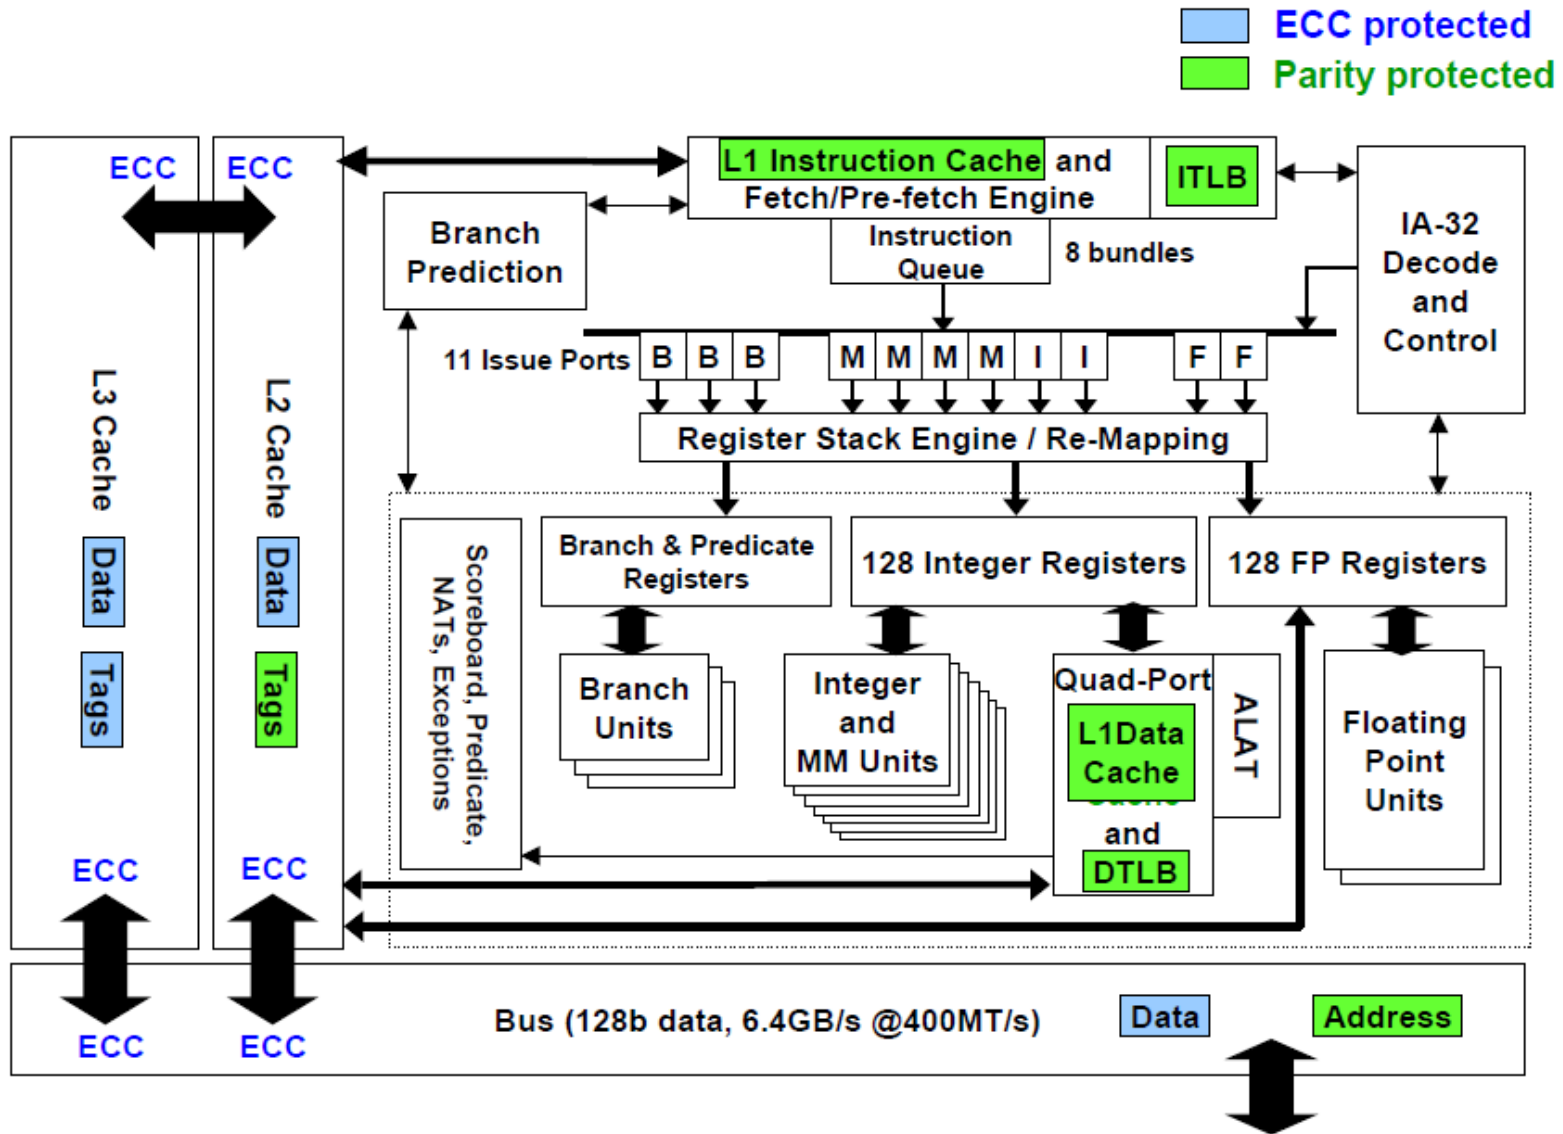 ECC protected
Parity protected
ECC
ECC
L1 Instruction Cache and
Fetch/Pre-fetch Engine
ITLB
IA-32
Decode
and
Control
Branch
Prediction
Instruction
Queue
8 bundles
11 Issue Ports
B B B M M M M I I F F
Register Stack Engine / Re-Mapping
L3 Cache
Data
Tags
L2 Cache
Data
Tags
Scoreboard, Predicate,
NATs, Exceptions
Branch & Predicate
Registers
128 Integer Registers
128 FP Registers
Branch
Units
Integer
and
MM Units
Quad-Port
L1Data
Cache
and
DTLB
ALAT
Floating
Point
Units
ECC
ECC
Bus (128b data, 6.4GB/s @400MT/s)
Data
Address
ECC
ECC